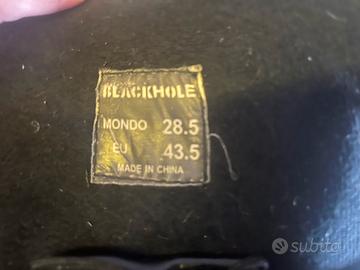 BLACKHOLE
MONDO 28.5
EU 43.5
MADE IN CHINA
subito